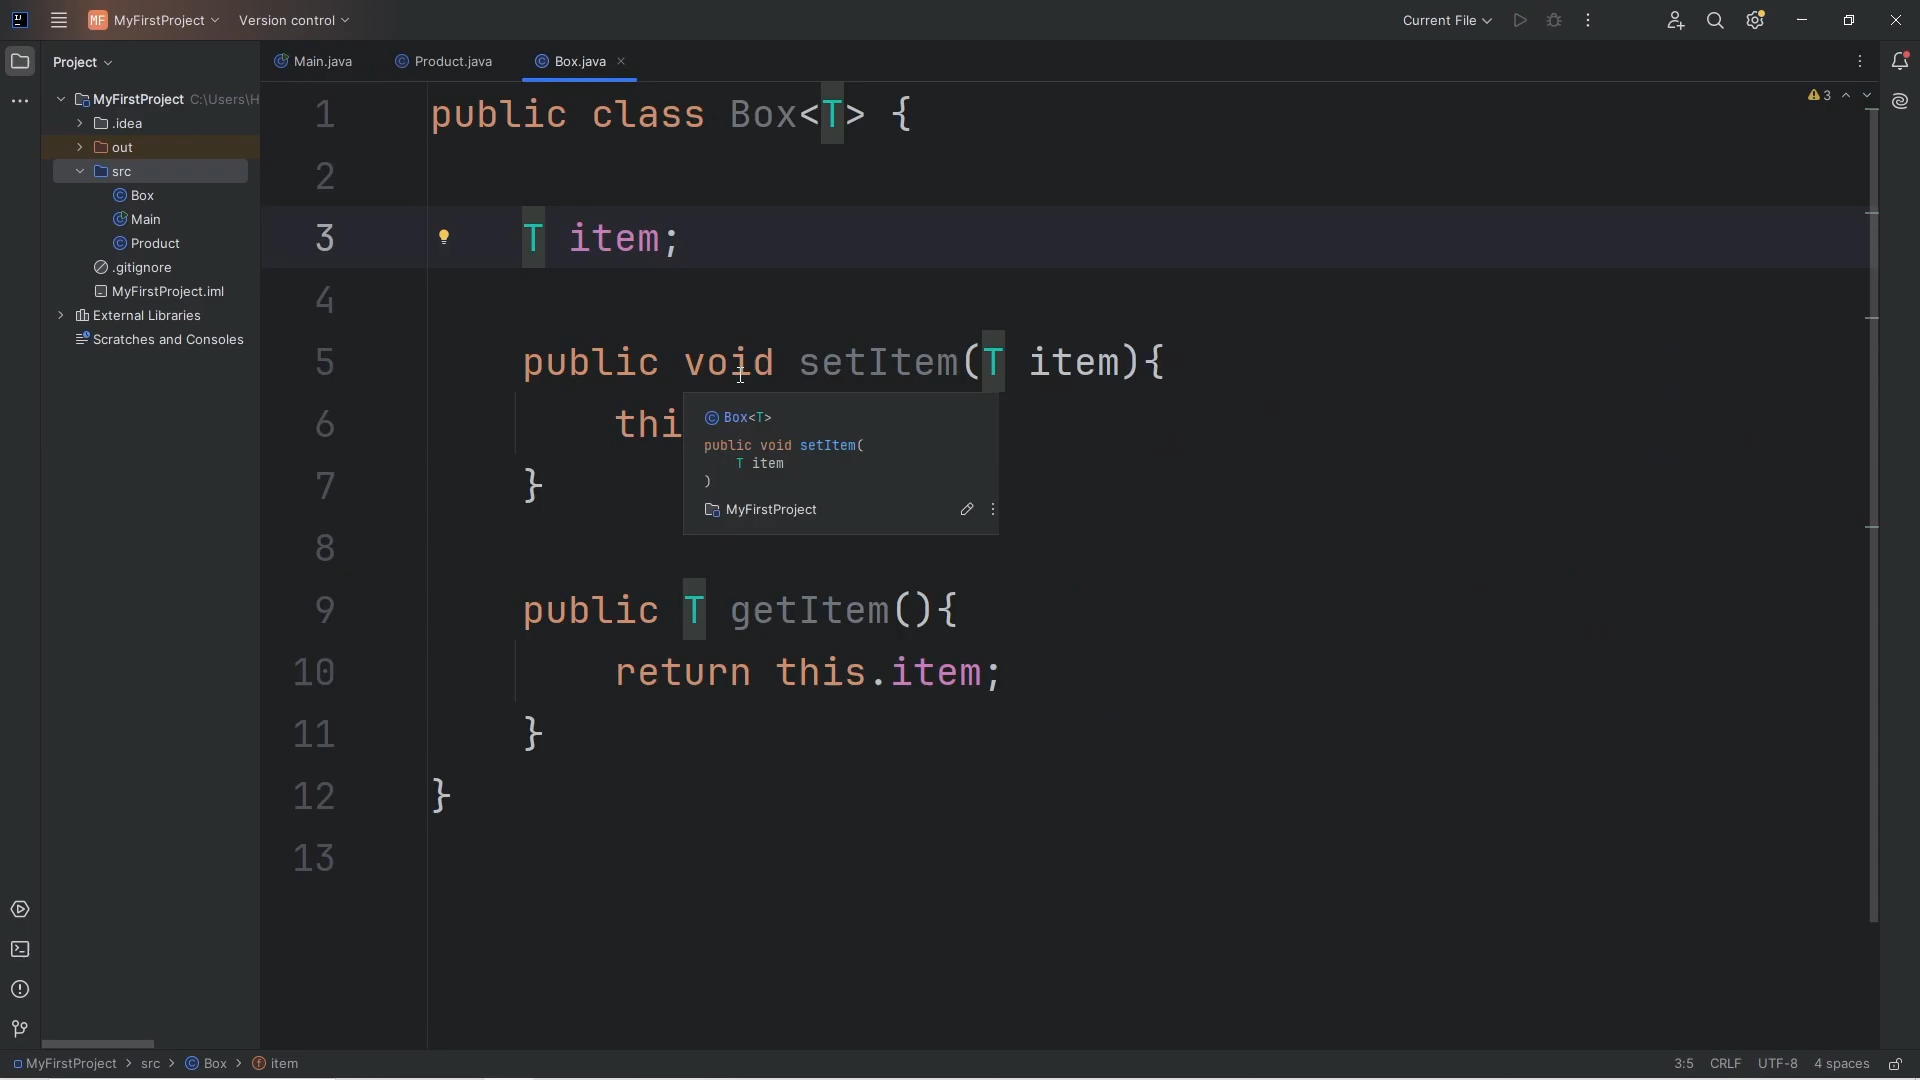 MF MyFirstProject Version control Current File
Project
Main.java Product.java Box.java
MyFirstProject C:\Users\H
.idea
out
src
Box
Main
Product
.gitignore
MyFirstProject.iml
External Libraries
Scratches and Consoles
3
1 public class Box<T> {
2
3 T item;
4
5 public void setItem(T item){
6 thi
7 }
8
9 public T getItem(){
10 return this.item;
11 }
12 }
13
Box<T>
public void setItem(
T item
)
MyFirstProject
MyFirstProject > src > Box > item 3:5 CRLF UTF-8 4 spaces